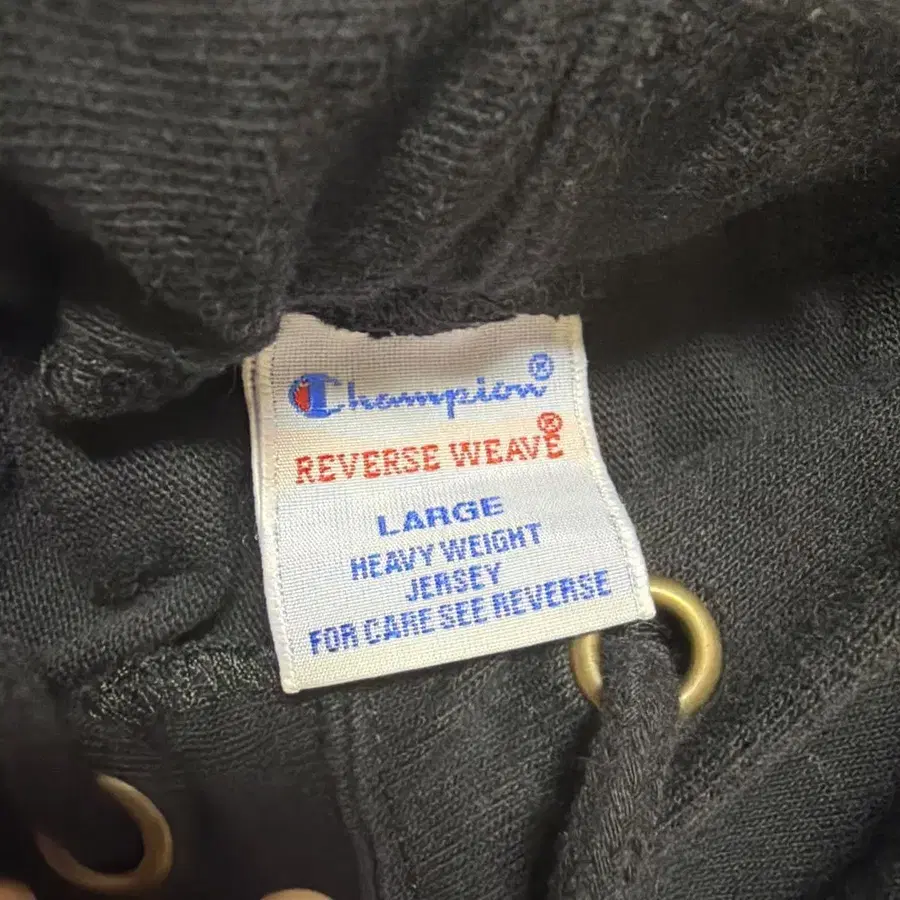 Champion®
REVERSE WEAVE®
LARGE
HEAVY WEIGHT
JERSEY
FOR CARE SEE REVERSE